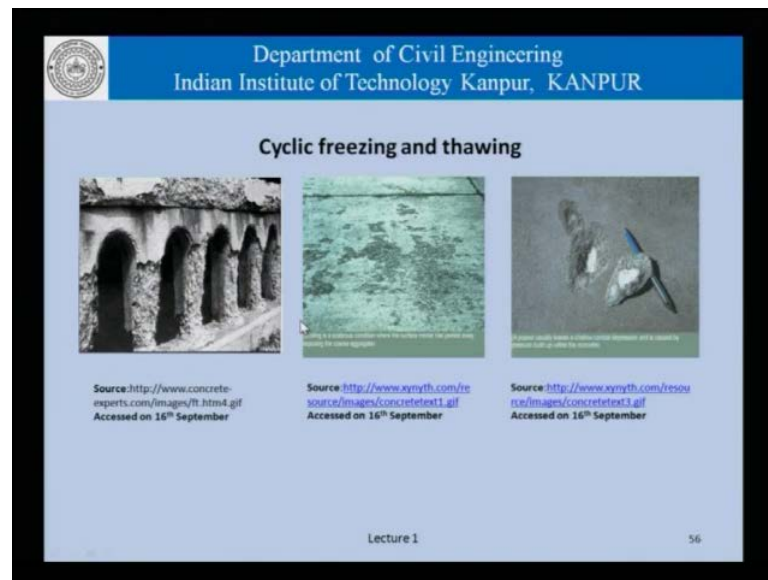 Department of Civil Engineering
Indian Institute of Technology Kanpur, KANPUR
Cyclic freezing and thawing
Source:http://www.concrete-
experts.com/images/ft.htm4.gif
Accessed on 16th September
Source:http://www.xynyth.com/re
source/images/concretetext1.gif
Accessed on 16th September
Source:http://www.xynyth.com/resou
rce/images/concretetext3.gif
Accessed on 16th September
Lecture 1
56